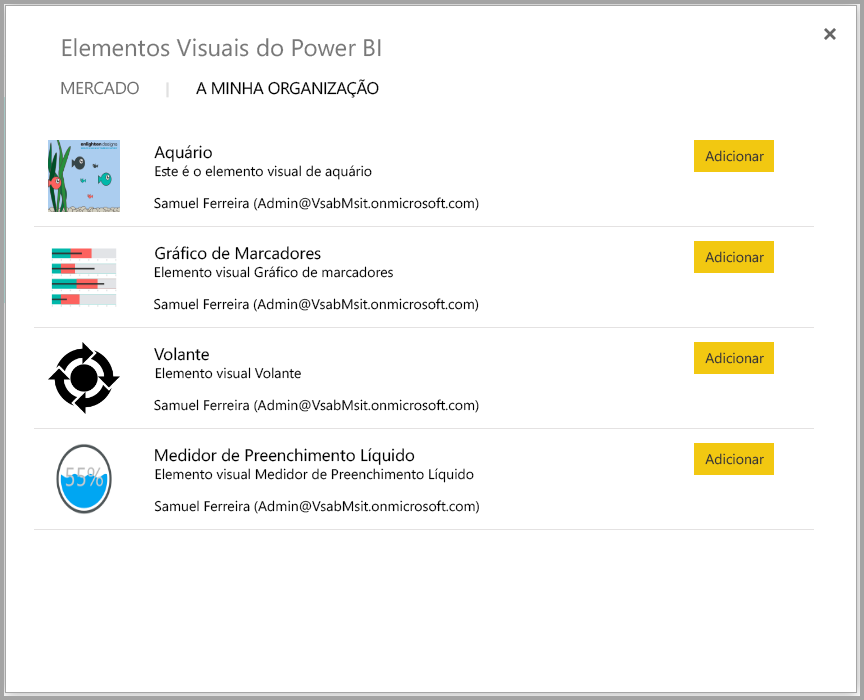 Elementos Visuais do Power BI
MERCADO | A MINHA ORGANIZAÇÃO
enlighten designs
Aquário
Adicionar
Este é o elemento visual de aquário
Samuel Ferreira (Admin@VsabMsit.onmicrosoft.com)
Gráfico de Marcadores
Adicionar
Elemento visual Gráfico de marcadores
Samuel Ferreira (Admin@VsabMsit.onmicrosoft.com)
Volante
Adicionar
Elemento visual Volante
Samuel Ferreira (Admin@VsabMsit.onmicrosoft.com)
Medidor de Preenchimento Líquido
Adicionar
55%
Elemento visual Medidor de Preenchimento Líquido
Samuel Ferreira (Admin@VsabMsit.onmicrosoft.com)